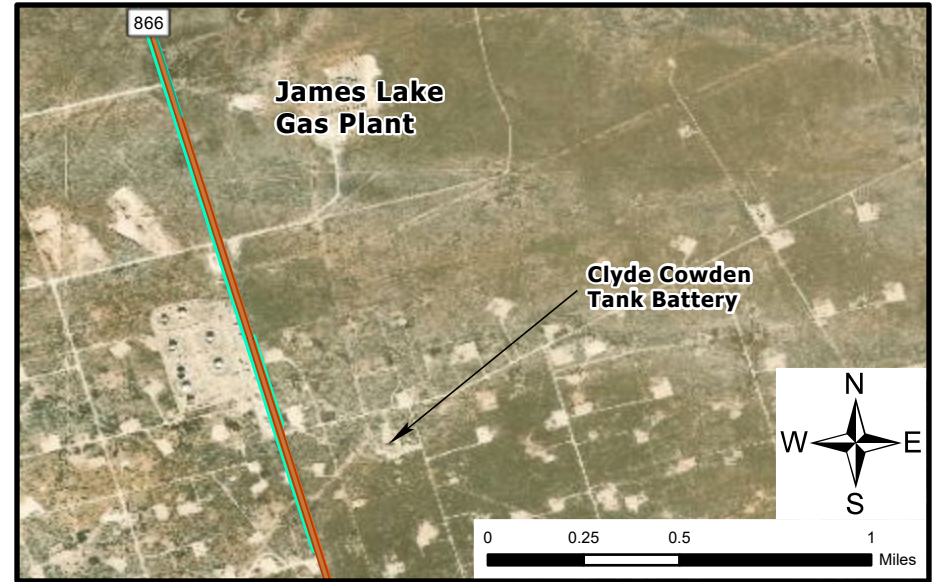 866
James Lake
Gas Plant
Clyde Cowden
Tank Battery
N
W E
S
0 0.25 0.5 1
Miles